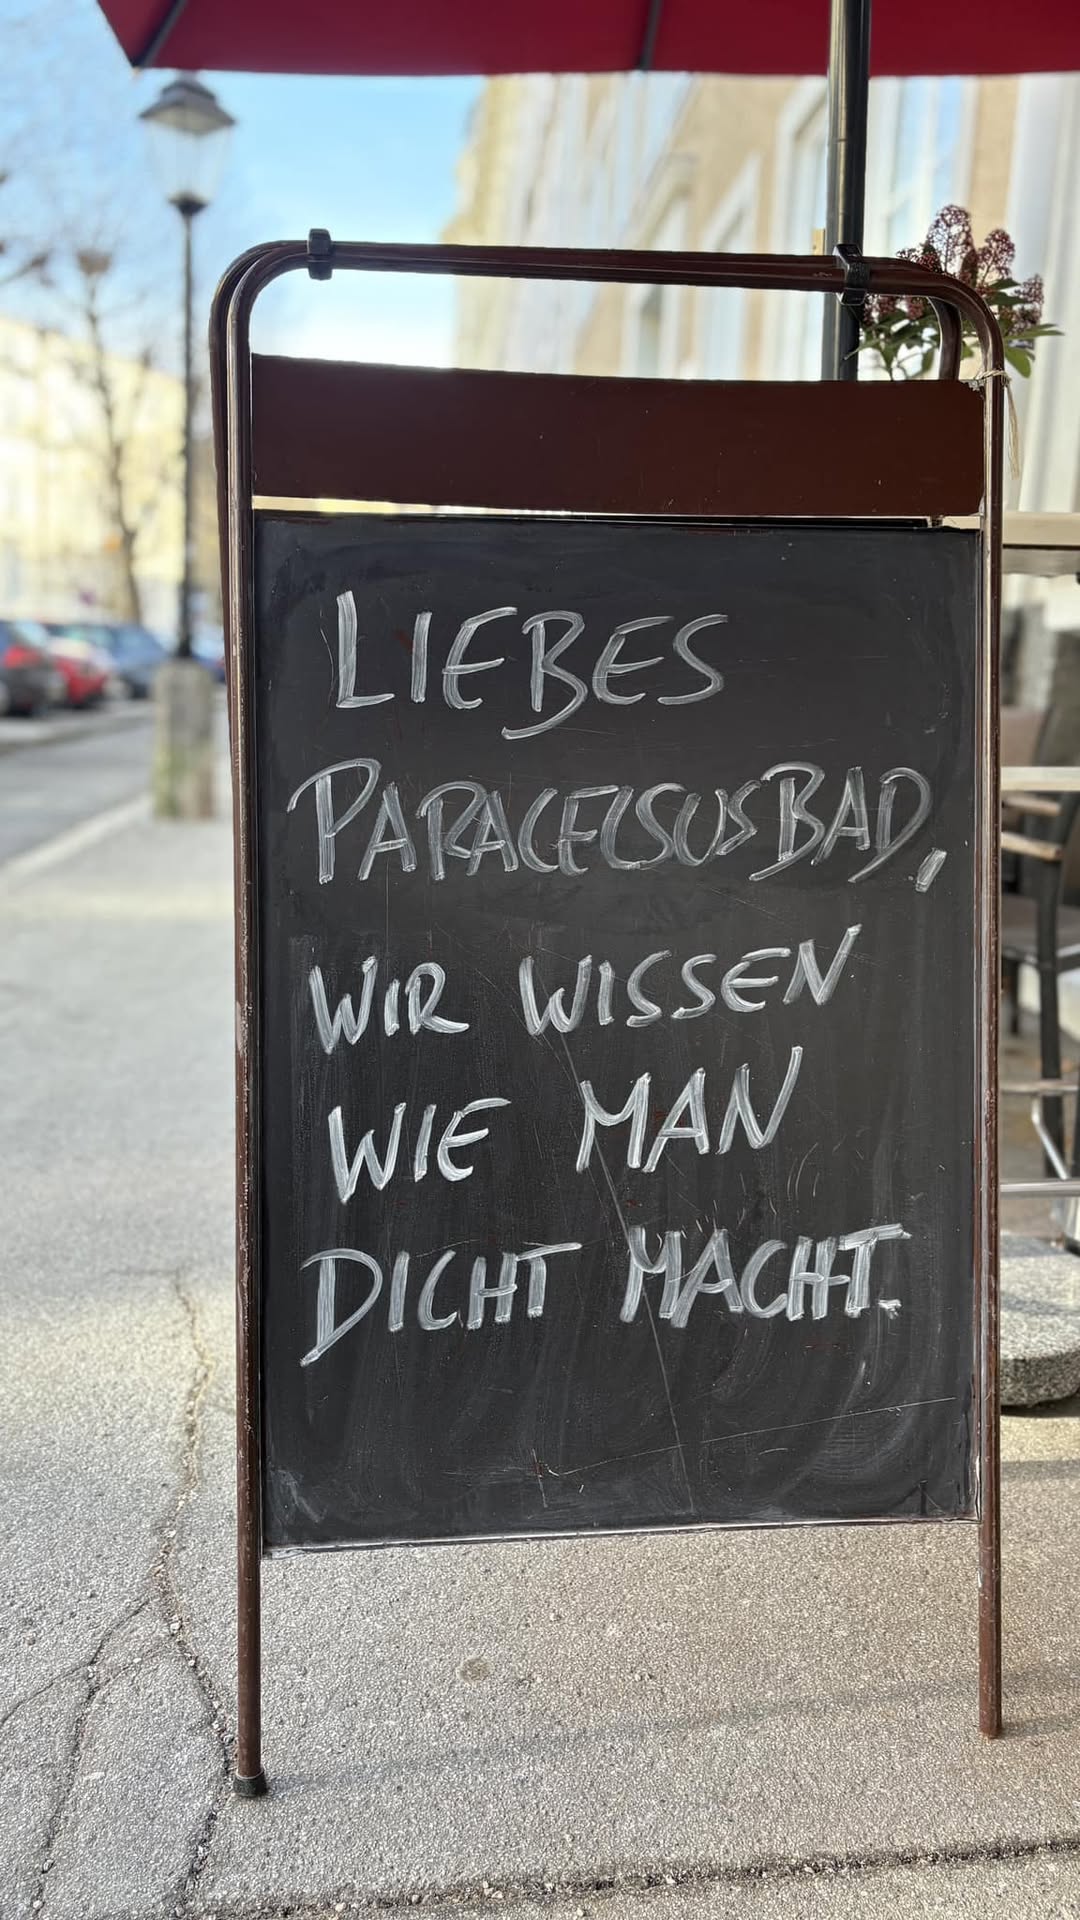 LIEBES
PARACELSUSBAD,
WIR WISSEN
WIE MAN
DICHT MACHT.